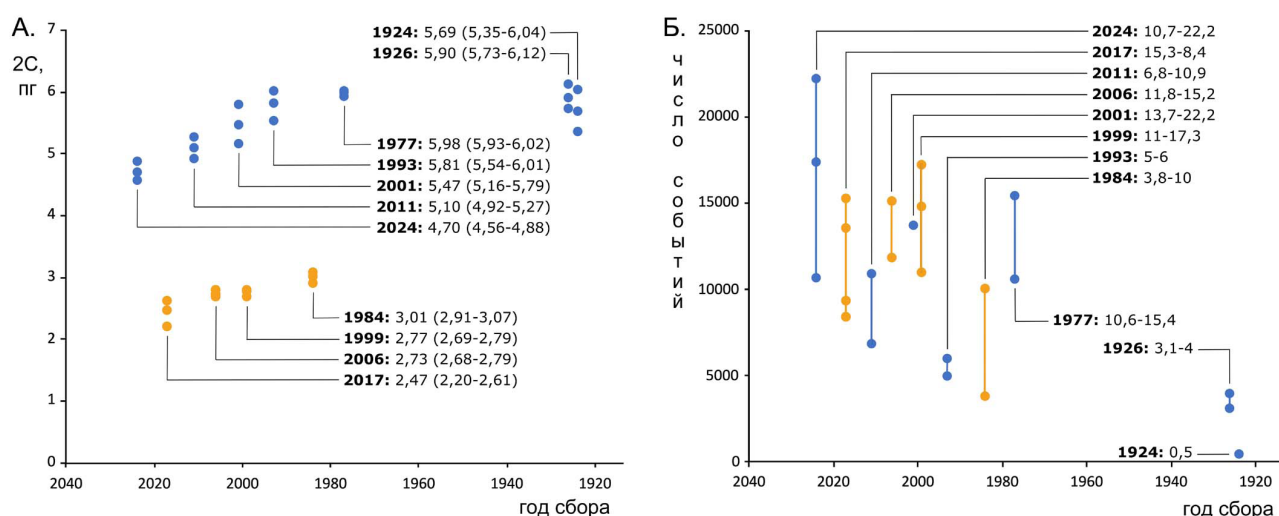 А.
2С,
пг
7
6
5
4
3
2
1
0
2040 2020 2000 1980 1960 1940 1920
год сбора
1924: 5,69 (5,35-6,04)
1926: 5,90 (5,73-6,12)
1977: 5,98 (5,93-6,02)
1993: 5,81 (5,54-6,01)
2001: 5,47 (5,16-5,79)
2011: 5,10 (4,92-5,27)
2024: 4,70 (4,56-4,88)
1984: 3,01 (2,91-3,07)
1999: 2,77 (2,69-2,79)
2006: 2,73 (2,68-2,79)
2017: 2,47 (2,20-2,61)
Б.
число событий
25000
20000
15000
10000
5000
0
2040 2020 2000 1980 1960 1940 1920
год сбора
2024: 10,7-22,2
2017: 15,3-8,4
2011: 6,8-10,9
2006: 11,8-15,2
2001: 13,7-22,2
1999: 11-17,3
1993: 5-6
1984: 3,8-10
1977: 10,6-15,4
1926: 3,1-4
1924: 0,5